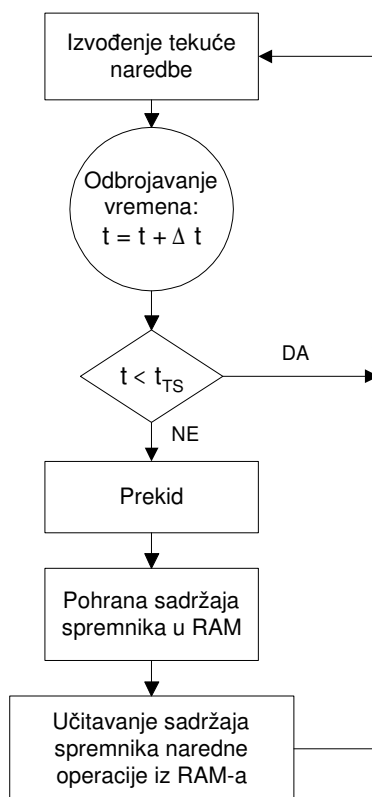 Izvođenje tekuće
naredbe
Odbrojavanje
vremena:
t = t + Δ t
t < t_TS
DA
NE
Prekid
Pohrana sadržaja
spremnika u RAM
Učitavanje sadržaja
spremnika naredne
operacije iz RAM-a